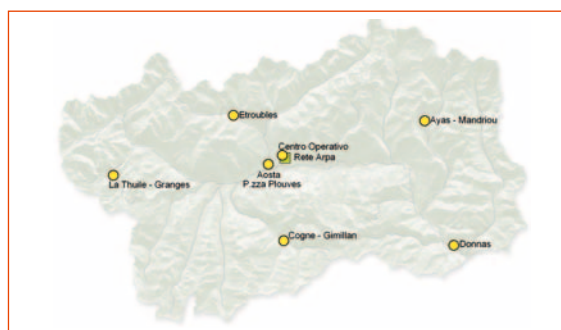 Etroubles
Ayas - Mandriou
Centro Operativo
Rete Arpa
Aosta
P.zza Plouves
La Thuile - Granges
Cogne - Gimillan
Donnas